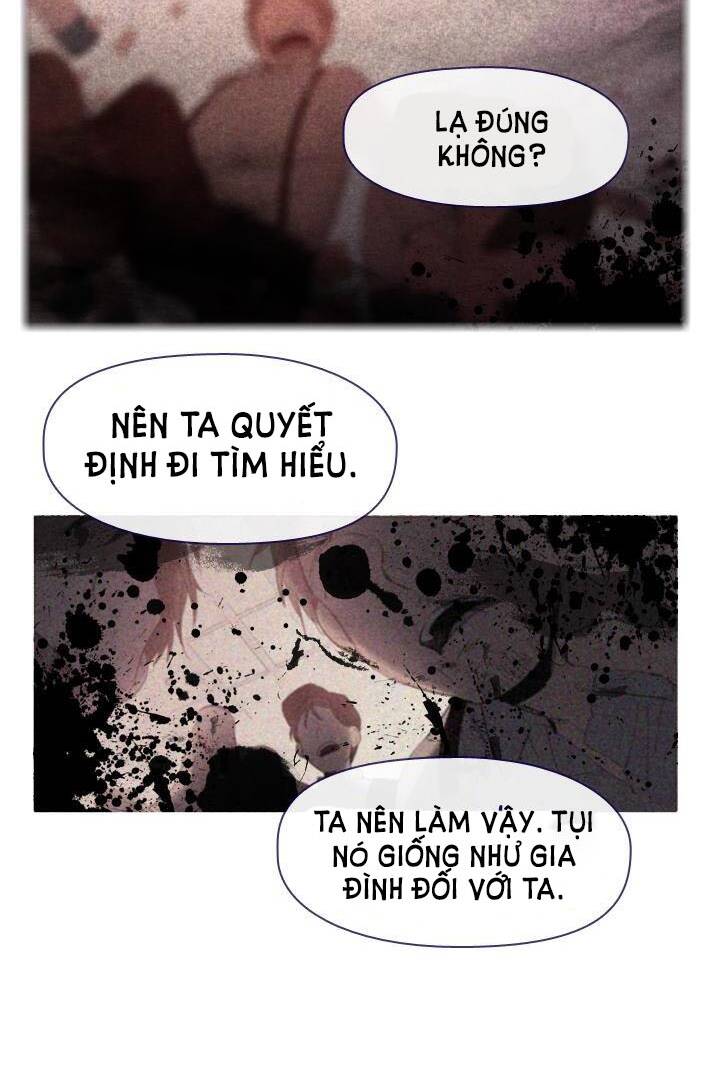 LẠ ĐÚNG
KHÔNG?
NÊN TA QUYẾT
ĐỊNH ĐI TÌM HIỂU.
TA NÊN LÀM VẬY. TỤI
NÓ GIỐNG NHƯ GIA
ĐÌNH ĐỐI VỚI TA.